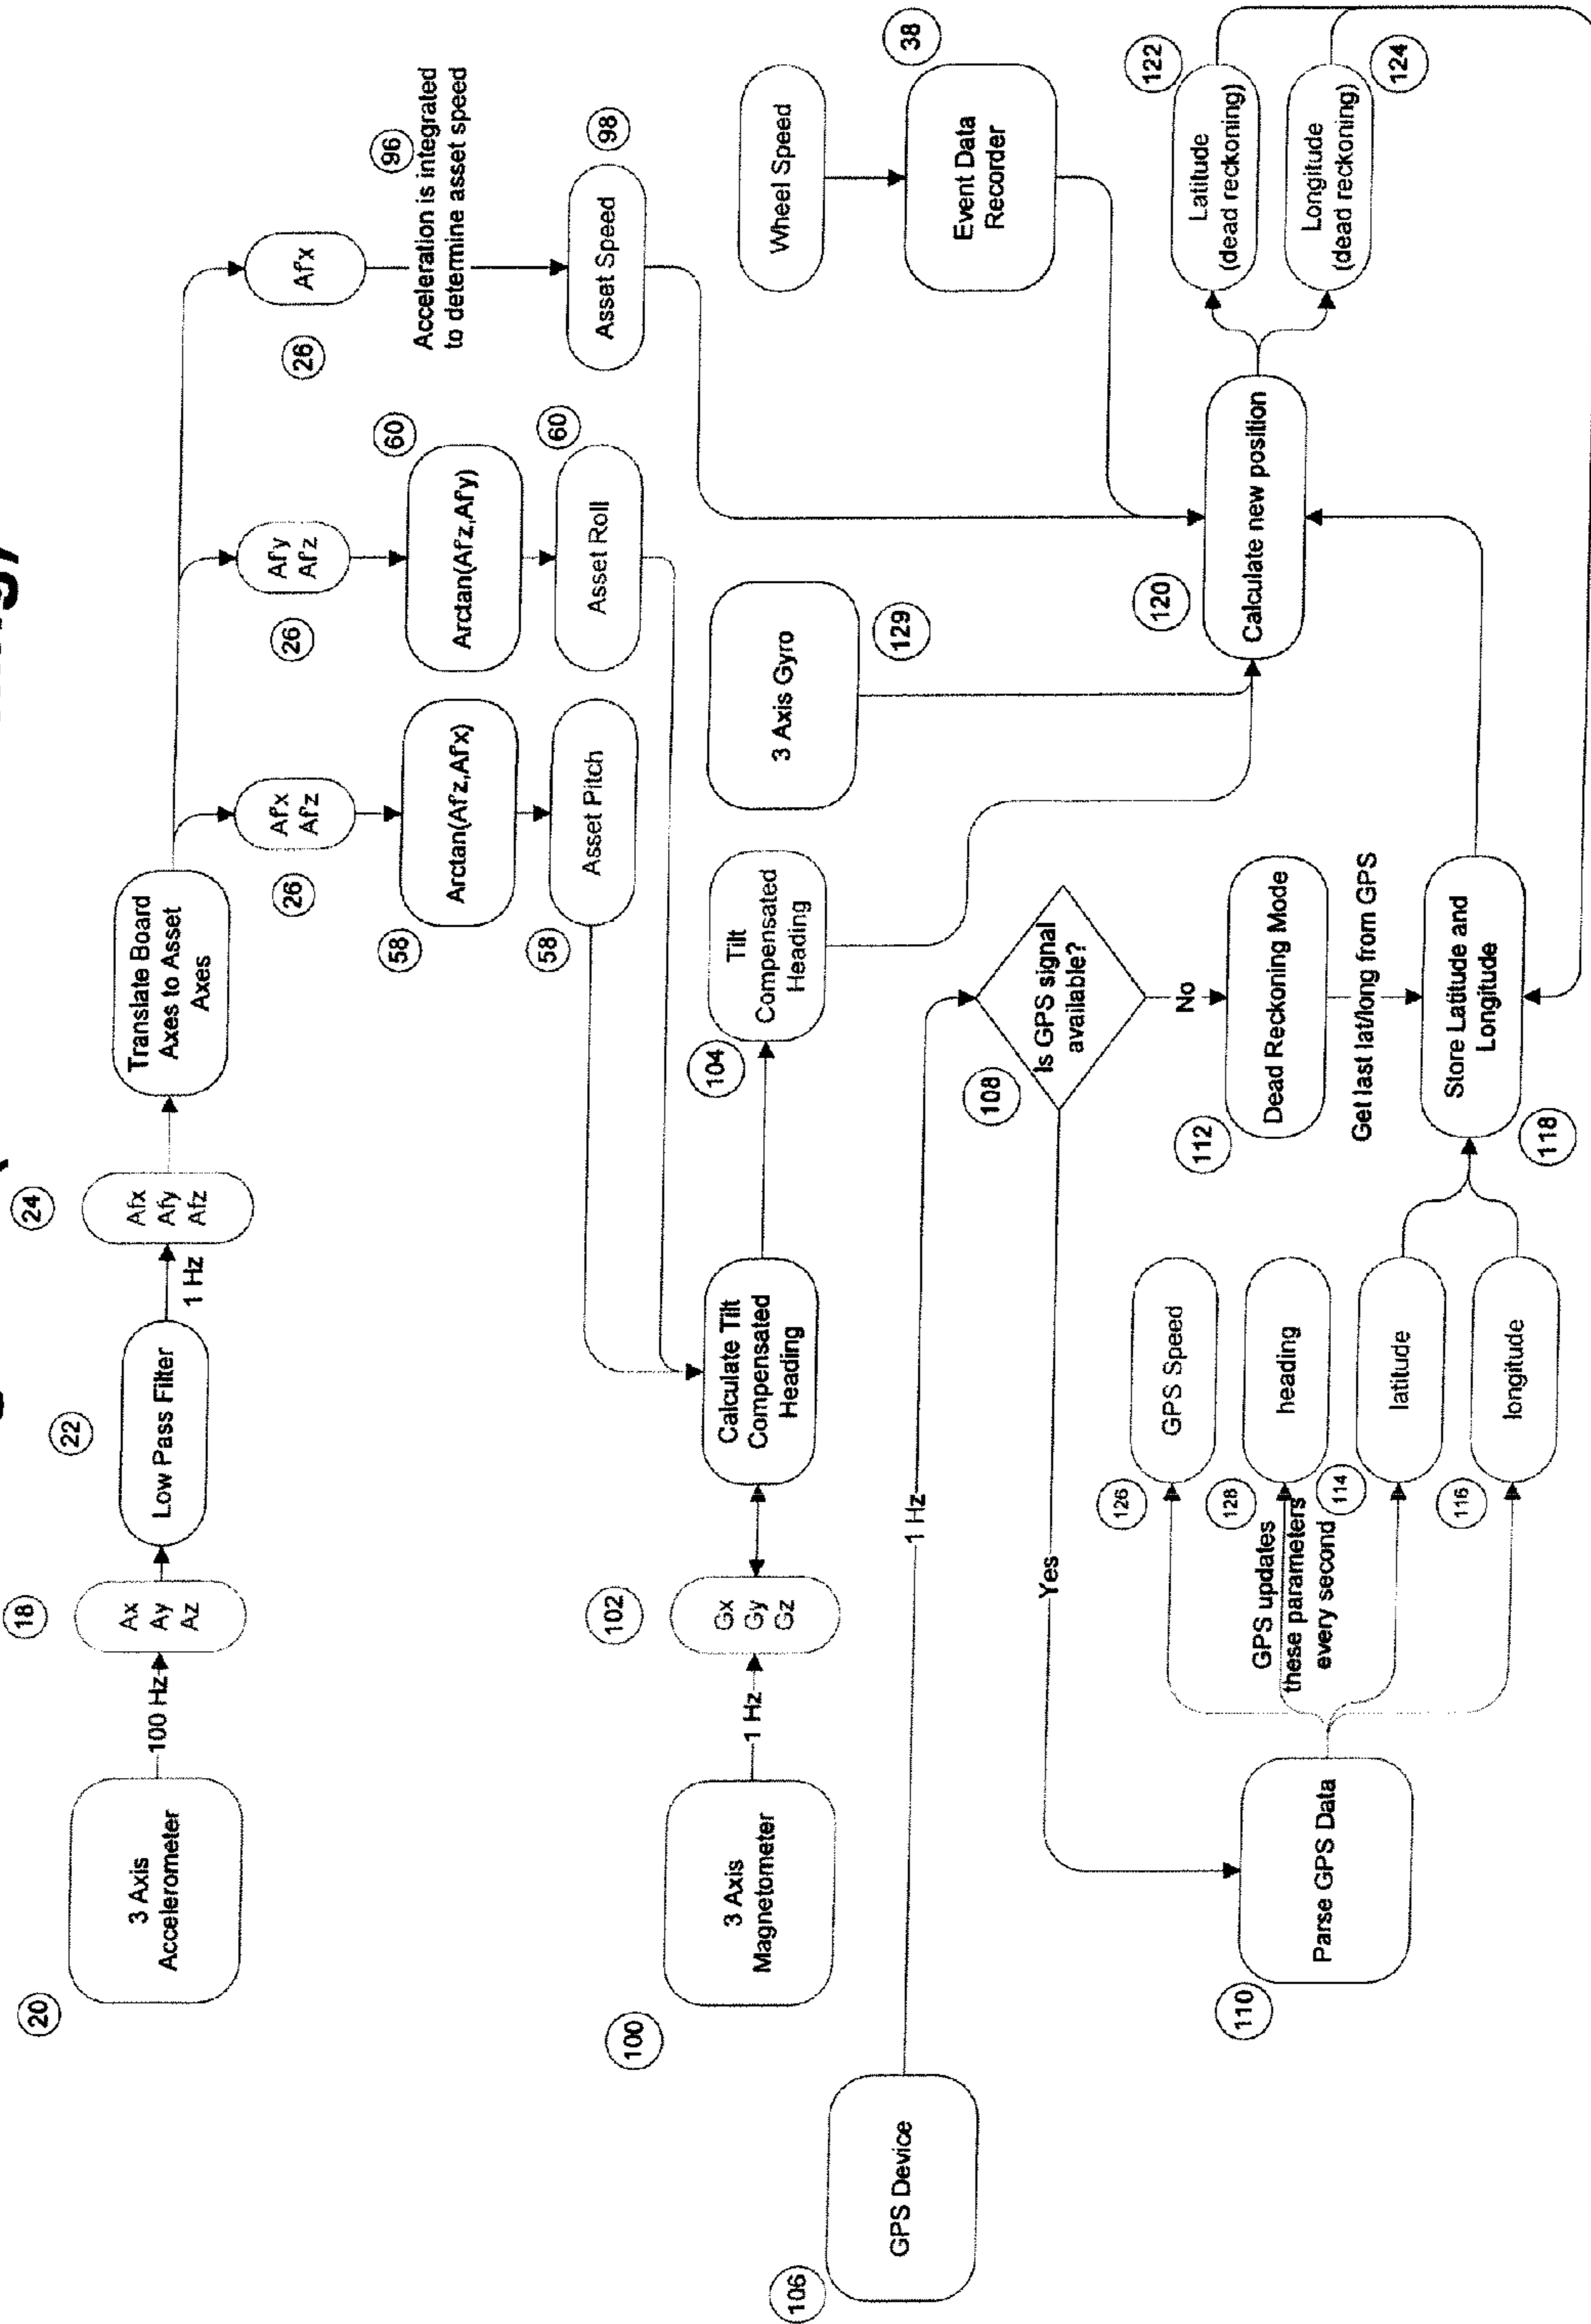 20
3 Axis
Accelerometer
100 Hz
18
Ax
Ay
Az
22
Low Pass Filter
1 Hz
24
Afx
Afy
Afz
Translate Board
Axes to Asset
Axes
26
Afx
Afz
26
Afy
Afz
26
Afx
58
Arctan(Afz,Afx)
60
Arctan(Afz,Afy)
96
Acceleration is integrated
to determine asset speed
58
Asset Pitch
60
Asset Roll
98
Asset Speed
100
3 Axis
Magnetometer
1 Hz
102
Gx
Gy
Gz
Calculate Tilt
Compensated
Heading
104
Tilt
Compensated
Heading
3 Axis Gyro
129
Wheel Speed
38
Event Data
Recorder
106
GPS Device
1 Hz
108
Is GPS signal
available?
Yes
No
110
Parse GPS Data
GPS updates
these parameters
every second
126
GPS Speed
128
heading
114
latitude
116
longitude
112
Dead Reckoning Mode
Get last lat/long from GPS
118
Store Latitude and
Longitude
120
Calculate new position
122
Latitude
(dead reckoning)
124
Longitude
(dead reckoning)